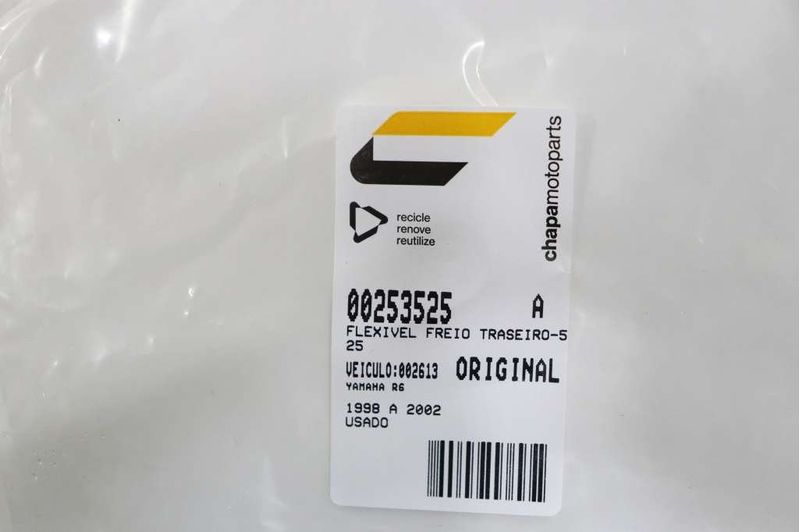 chapamotoparts
recicle
renove
reutilize
00253525 A
FLEXIVEL FREIO TRASEIRO-5
25
VEICULO:002613 ORIGINAL
YAMAHA R6
1998 A 2002
USADO